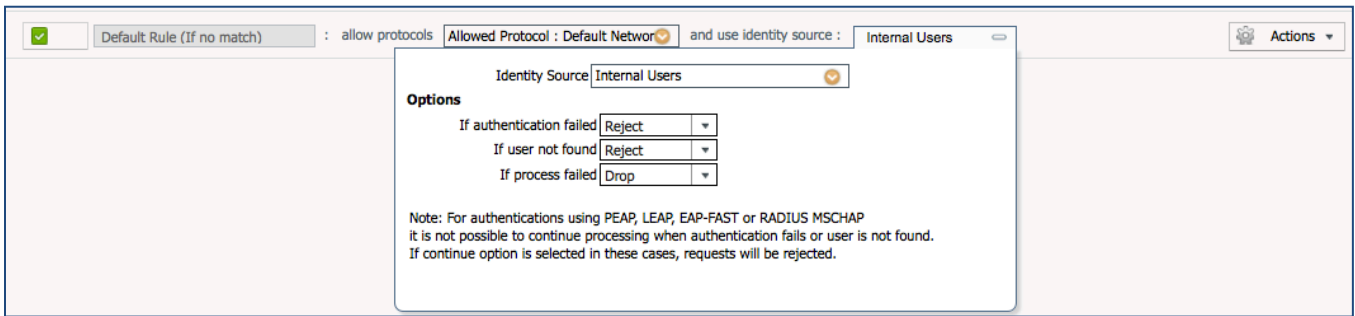 Default Rule (If no match) : allow protocols Allowed Protocol : Default Networ and use identity source : Internal Users Actions
Identity Source Internal Users
Options
If authentication failed Reject
If user not found Reject
If process failed Drop
Note: For authentications using PEAP, LEAP, EAP-FAST or RADIUS MSCHAP
it is not possible to continue processing when authentication fails or user is not found.
If continue option is selected in these cases, requests will be rejected.